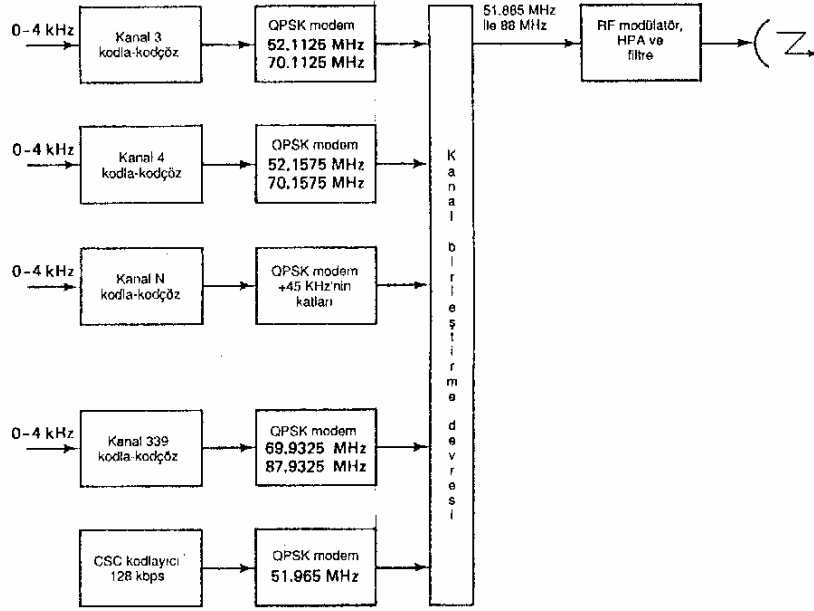 0-4 kHz
Kanal 3
kodla-kodçöz
QPSK modem
52.1125 MHz
70.1125 MHz
51.885 MHz
ile 88 MHz
RF modülatör,
HPA ve
filtre
0-4 kHz
Kanal 4
kodla-kodçöz
QPSK modem
52.1575 MHz
70.1575 MHz
Kanal birleştirme devresi
0-4 kHz
Kanal N
kodla-kodçöz
QPSK modem
+45 KHz'nin
katları
0-4 kHz
Kanal 339
kodla-kodçöz
QPSK modem
69.9325 MHz
87.9325 MHz
CSC kodlayıcı
128 kbps
QPSK modem
51.965 MHz